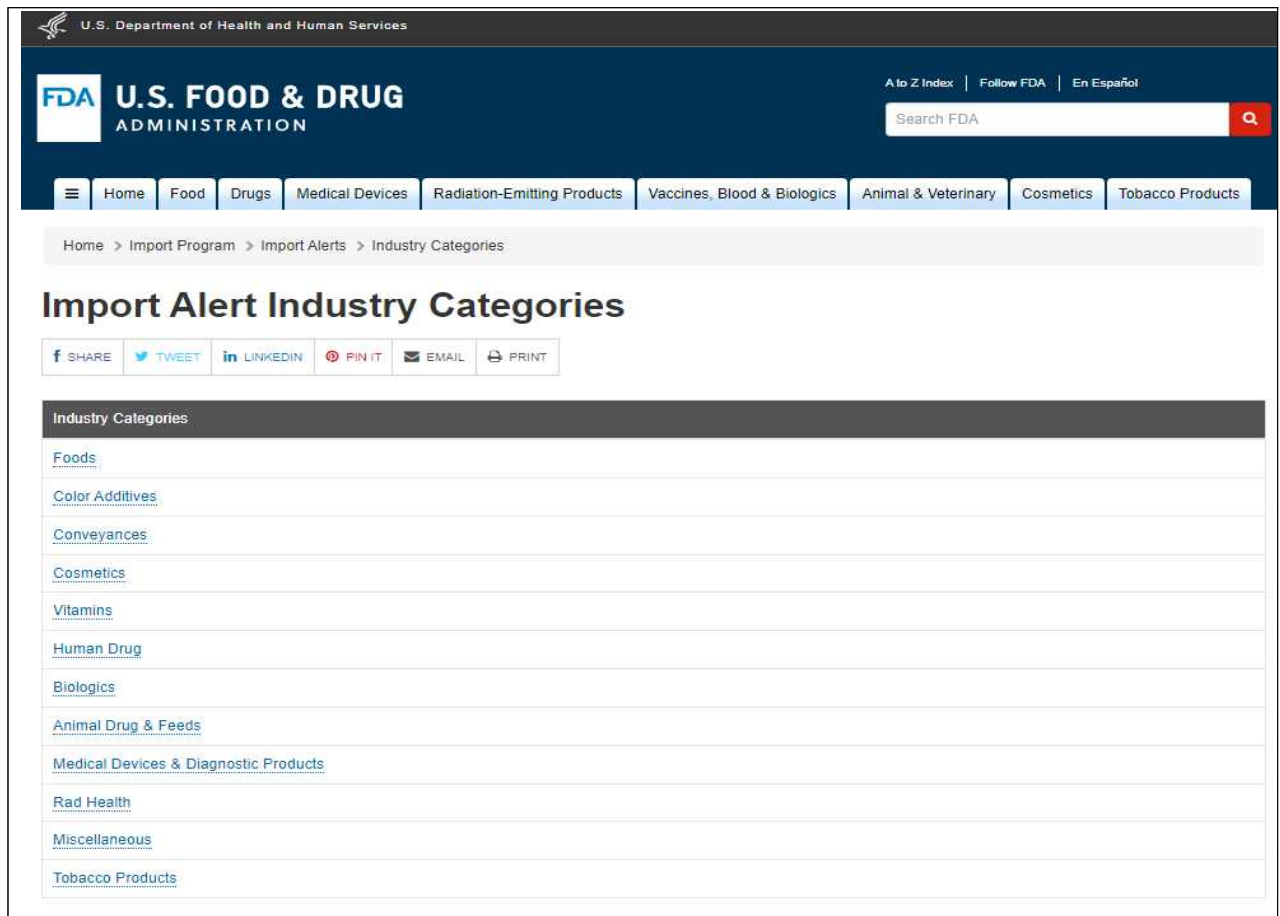 U.S. Department of Health and Human Services
FDA U.S. FOOD & DRUG
ADMINISTRATION
A to Z Index | Follow FDA | En Español
Search FDA
Home Food Drugs Medical Devices Radiation-Emitting Products Vaccines, Blood & Biologics Animal & Veterinary Cosmetics Tobacco Products
Home > Import Program > Import Alerts > Industry Categories
Import Alert Industry Categories
f SHARE TWEET in LINKEDIN PIN IT EMAIL PRINT
Industry Categories
Foods
Color Additives
Conveyances
Cosmetics
Vitamins
Human Drug
Biologics
Animal Drug & Feeds
Medical Devices & Diagnostic Products
Rad Health
Miscellaneous
Tobacco Products